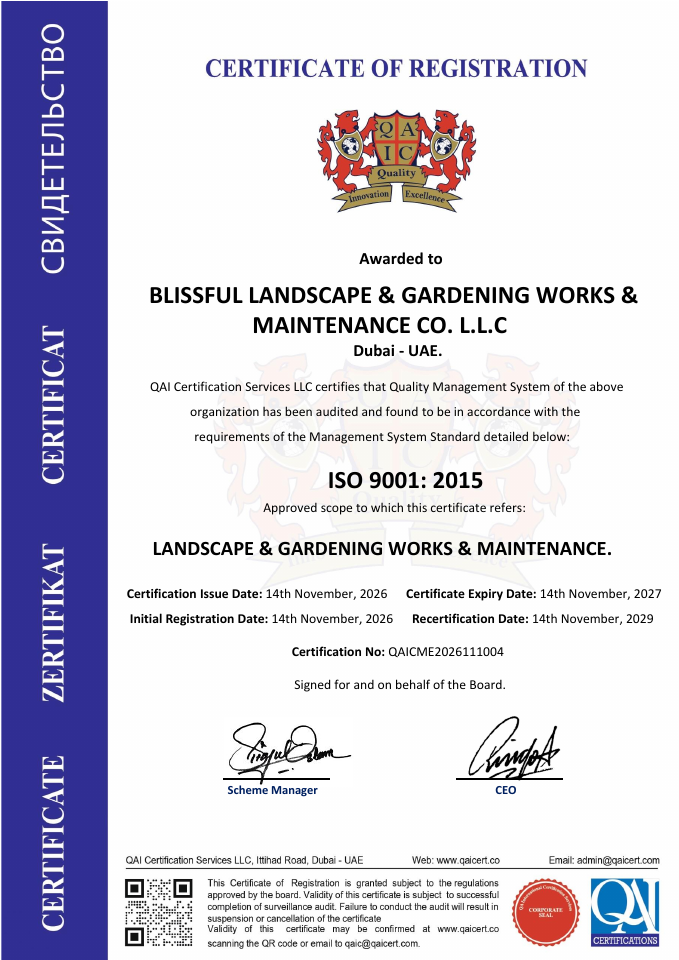 СВИДЕТЕЛЬСТВО
CERTIFICAT
ZERTIFIKAT
CERTIFICATE
CERTIFICATE OF REGISTRATION
Q A
I C
Quality
Innovation Excellence
Awarded to
BLISSFUL LANDSCAPE & GARDENING WORKS &
MAINTENANCE CO. L.L.C
Dubai - UAE.
QAI Certification Services LLC certifies that Quality Management System of the above
organization has been audited and found to be in accordance with the
requirements of the Management System Standard detailed below:
ISO 9001: 2015
Approved scope to which this certificate refers:
LANDSCAPE & GARDENING WORKS & MAINTENANCE.
Certification Issue Date: 14th November, 2026 Certificate Expiry Date: 14th November, 2027
Initial Registration Date: 14th November, 2026 Recertification Date: 14th November, 2029
Certification No: QAICME2026111004
Signed for and on behalf of the Board.
Scheme Manager CEO
QAI Certification Services LLC, Ittihad Road, Dubai - UAE Web: www.qaicert.co Email: admin@qaicert.com
This Certificate of Registration is granted subject to the regulations
approved by the board. Validity of this certificate is subject to successful
completion of surveillance audit. Failure to conduct the audit will result in
suspension or cancellation of the certificate
Validity of this certificate may be confirmed at www.qaicert.co
scanning the QR code or email to qaic@qaicert.com.
CORPORATE
SEAL
QAI
CERTIFICATIONS